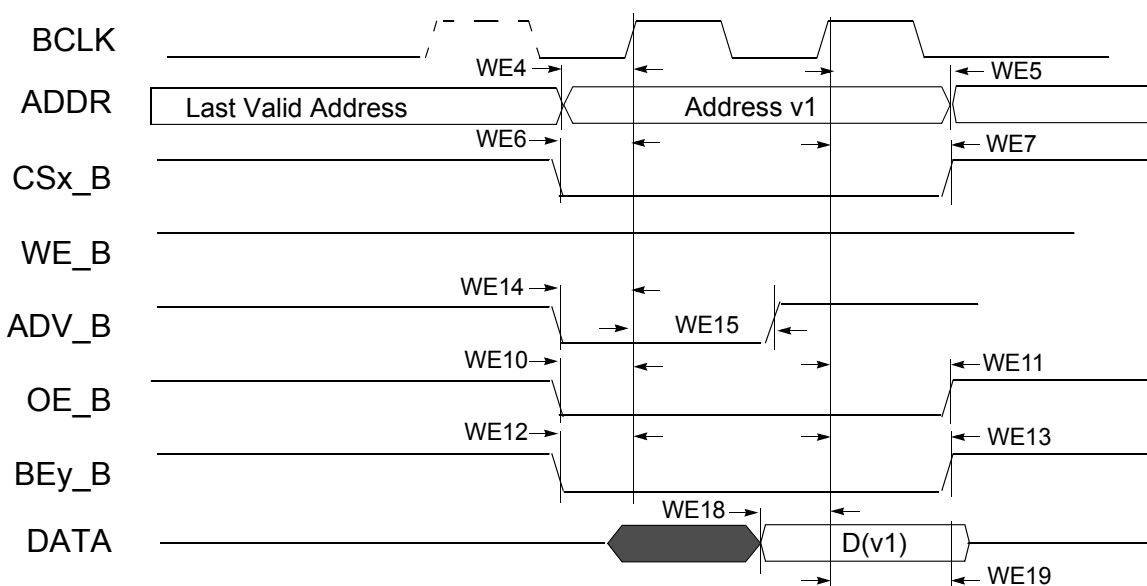 BCLK
WE4
WE5
ADDR
Last Valid Address
Address v1
WE6
WE7
CSx_B
WE_B
WE14
ADV_B
WE15
WE10
WE11
OE_B
WE12
WE13
BEy_B
WE18
DATA
D(v1)
WE19